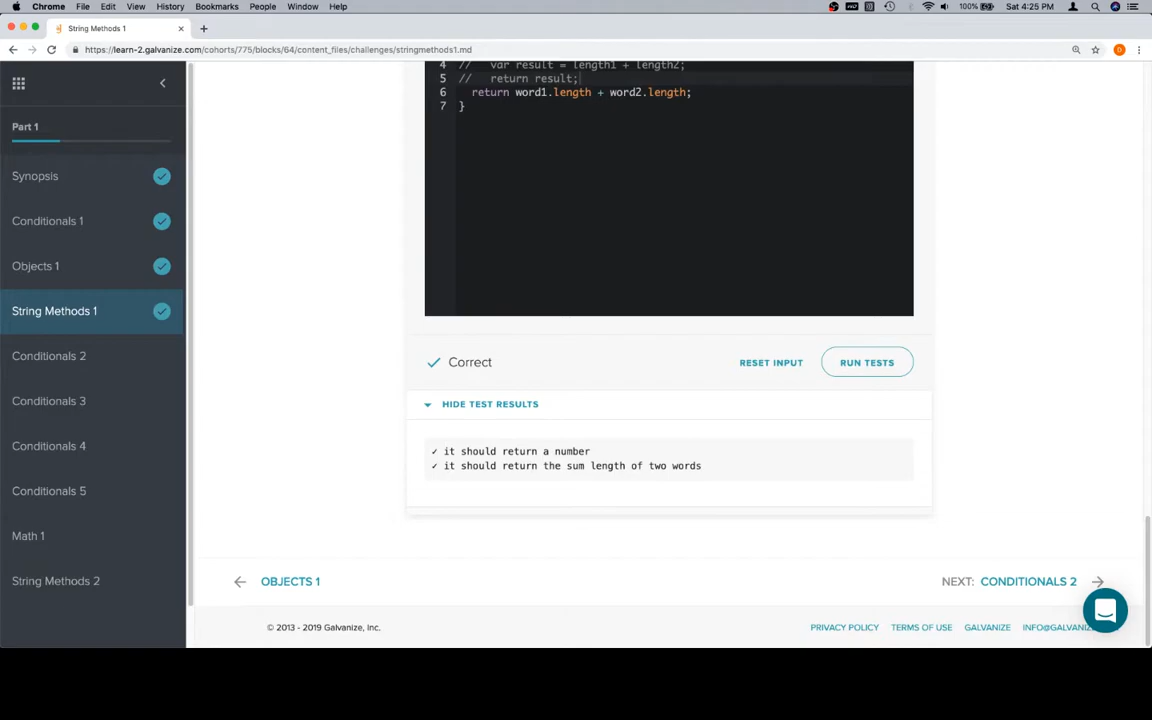 Chrome File Edit View History Bookmarks People Window Help 100% Sat 4:25 PM
String Methods 1
https://learn-2.galvanize.com/cohorts/775/blocks/64/content_files/challenges/stringmethods1.md
Part 1
Synopsis
Conditionals 1
Objects 1
String Methods 1
Conditionals 2
Conditionals 3
Conditionals 4
Conditionals 5
Math 1
String Methods 2
4 // var result = length1 + length2;
5 // return result;
6 return word1.length + word2.length;
7 }
Correct RESET INPUT RUN TESTS
HIDE TEST RESULTS
✓ it should return a number
✓ it should return the sum length of two words
OBJECTS 1 NEXT: CONDITIONALS 2
© 2013 - 2019 Galvanize, Inc. PRIVACY POLICY TERMS OF USE GALVANIZE INFO@GALVANIZ